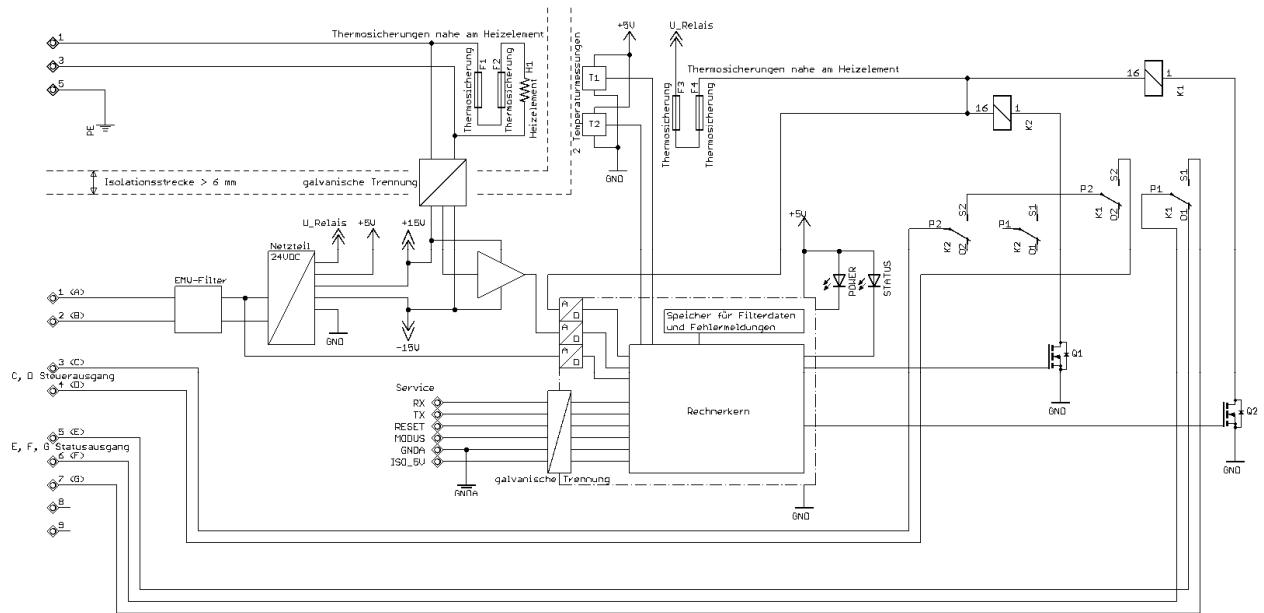 Thermosicherungen nahe am Heizelement
1
3
5
PE
Thermosicherung
F1
Thermosicherung
F2
H1
Heizelement
2 Temperaturmessungen
+5V
T1
T2
GND
U_Relais
Thermosicherung
F3
F4
Thermosicherung
Thermosicherungen nahe am Heizelement
16
1
K1
16
1
K2
Isolationsstrecke > 6 mm
galvanische Trennung
P2
S2
O2
K2
P1
S1
O1
K2
P2
S2
O2
K1
P1
S1
O1
K1
U_Relais
+5V
+15V
Netzteil
24VDC
EMV-Filter
1 (A)
2 (B)
GND
-15V
+5V
POWER
STATUS
A
D
A
D
A
D
Speicher für Filterdaten
und Fehlermeldungen
Rechnerkern
3 (C)
C, D Steuerausgang
4 (D)
5 (E)
E, F, G Statusausgang
6 (F)
7 (G)
8
9
Service
RX
TX
RESET
MODUS
GNDA
ISO_5V
GNDA
galvanische Trennung
GND
Q1
GND
Q2
GND